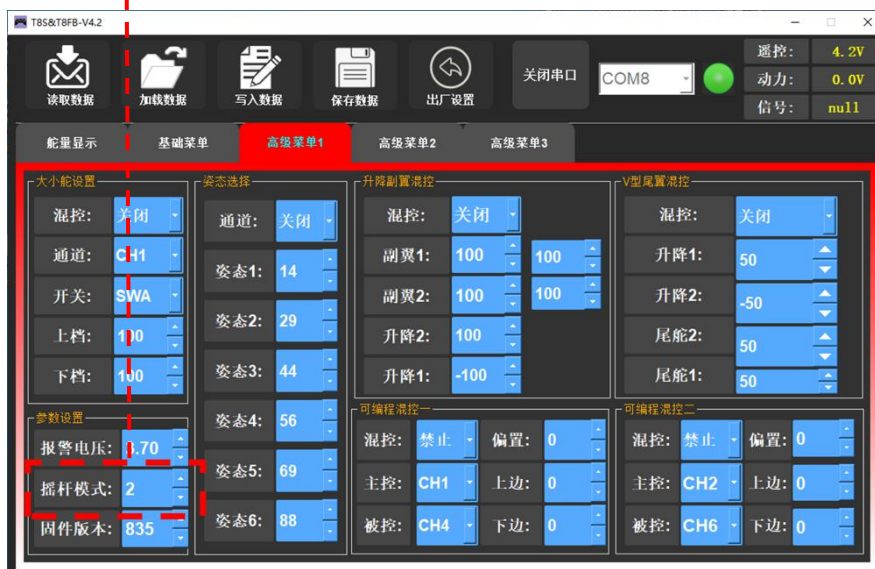 T8S&T8FB-V4.2
读取数据 加载数据 写入数据 保存数据 出厂设置 关闭串口 COM8
遥控: 4.2V
动力: 0.0V
信号: null
舵量显示 基础菜单 高级菜单1 高级菜单2 高级菜单3
大小舵设置
混控: 关闭
通道: CH1
开关: SWA
上档: 100
下档: 100
参数设置
报警电压: 3.70
摇杆模式: 2
固件版本: 835
姿态选择
通道: 关闭
姿态1: 14
姿态2: 29
姿态3: 44
姿态4: 56
姿态5: 69
姿态6: 88
升降副翼混控
混控: 关闭
副翼1: 100 100
副翼2: 100 100
升降2: 100
升降1: -100
V型尾翼混控
混控: 关闭
升降1: 50
升降2: -50
尾舵2: 50
尾舵1: 50
可编程混控一
混控: 禁止 偏置: 0
主控: CH1 上边: 0
被控: CH4 下边: 0
可编程混控二
混控: 禁止 偏置: 0
主控: CH2 上边: 0
被控: CH6 下边: 0